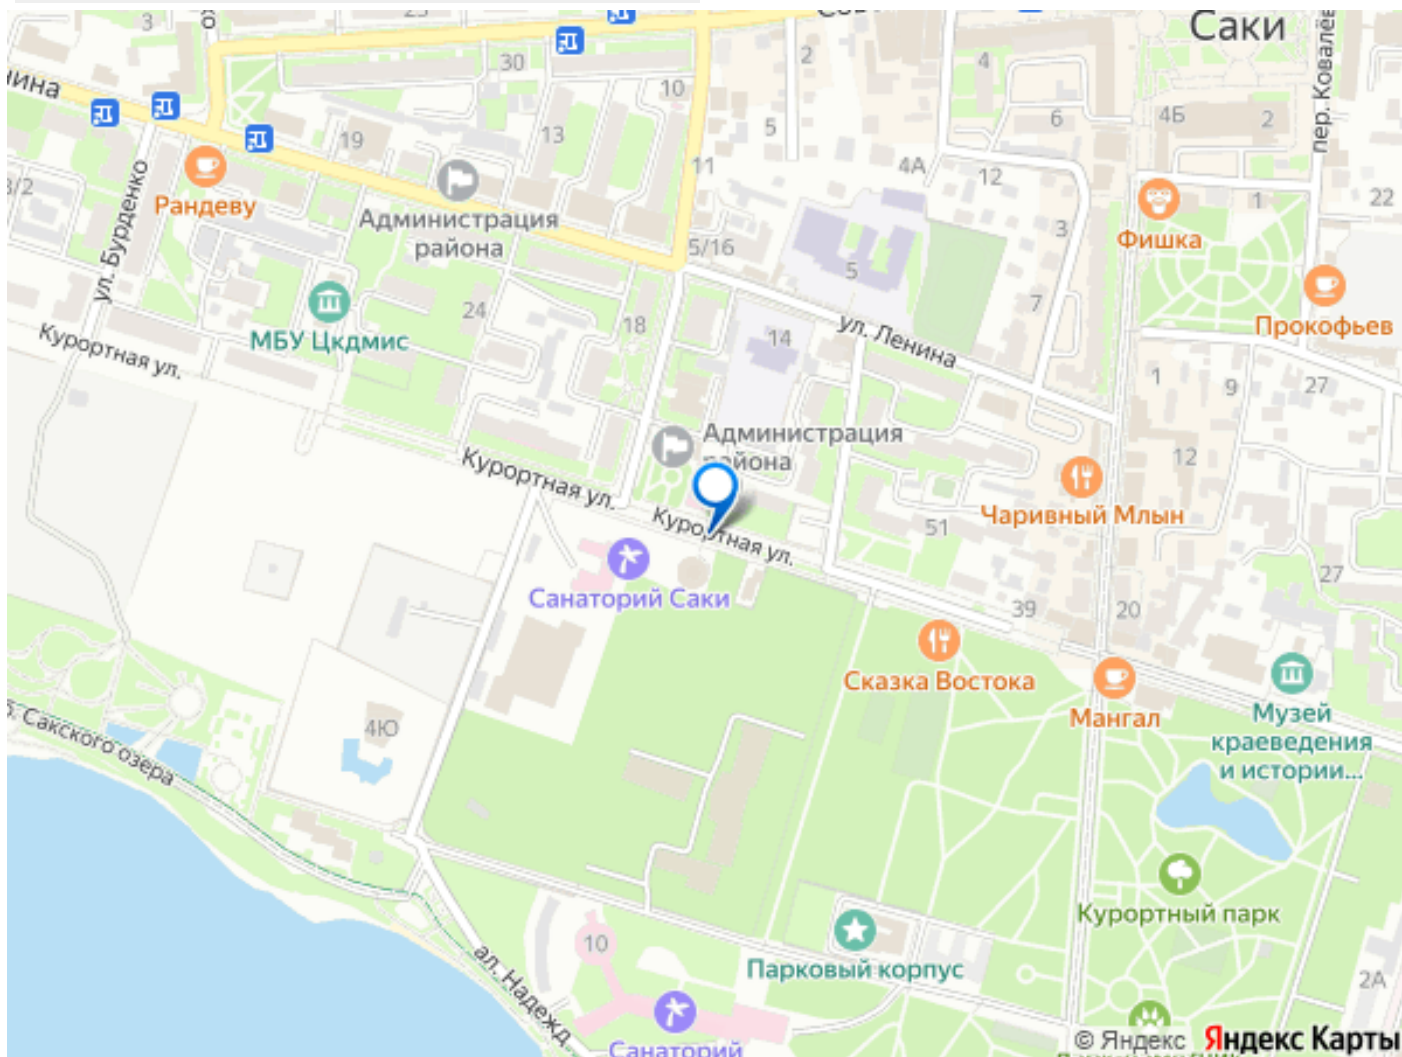 Саки
3
30
10
2
4
6
4Б
2
пер. Ковалёв
5
13
19
11
4А
12
22
1
3
Рандеву
Администрация
района
5/16
Фишка
ул. Бурденко
5
7
МБУ Цкдмис
24
18
14
ул. Ленина
Прокофьев
Курортная ул.
1
9
27
Администрация
района
12
Курортная ул.
Курортная ул.
Чаривный Млын
51
27
Санаторий Саки
39
20
Сказка Востока
Мангал
Музей
краеведения
и истории...
4Ю
б. Сакского озера
Курортный парк
10
Парковый корпус
ал. Надежд
2А
Санаторий
© Яндекс Яндекс Карты